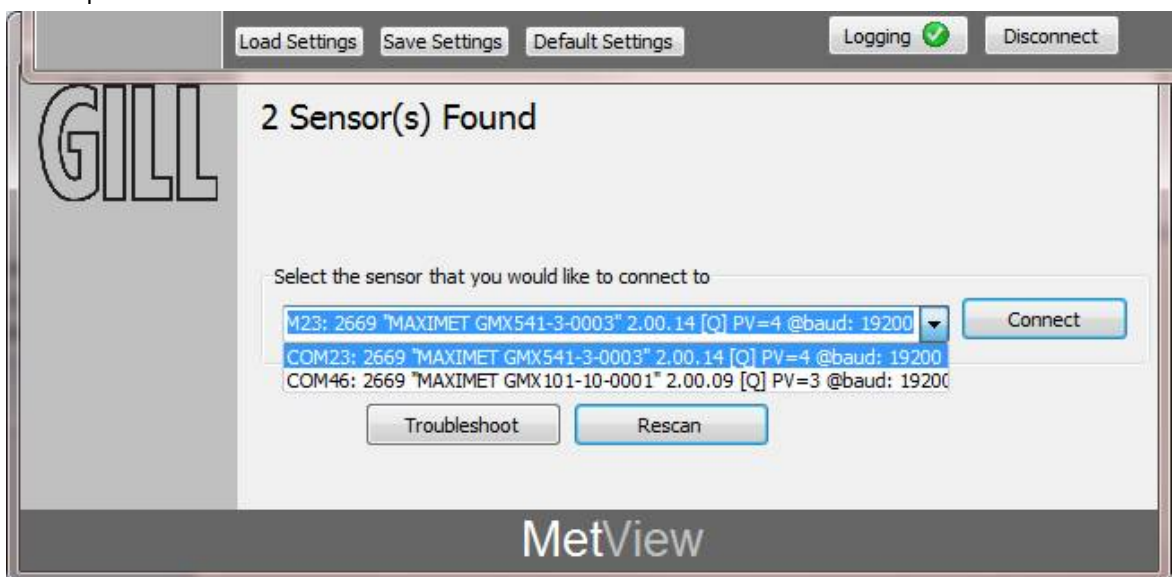 Load Settings Save Settings Default Settings Logging Disconnect
GILL
2 Sensor(s) Found
Select the sensor that you would like to connect to
M23: 2669 "MAXIMET GMX541-3-0003" 2.00.14 [Q] PV=4 @baud: 19200 Connect
COM23: 2669 "MAXIMET GMX541-3-0003" 2.00.14 [Q] PV=4 @baud: 19200
COM46: 2669 "MAXIMET GMX101-10-0001" 2.00.09 [Q] PV=3 @baud: 19200
Troubleshoot Rescan
MetView